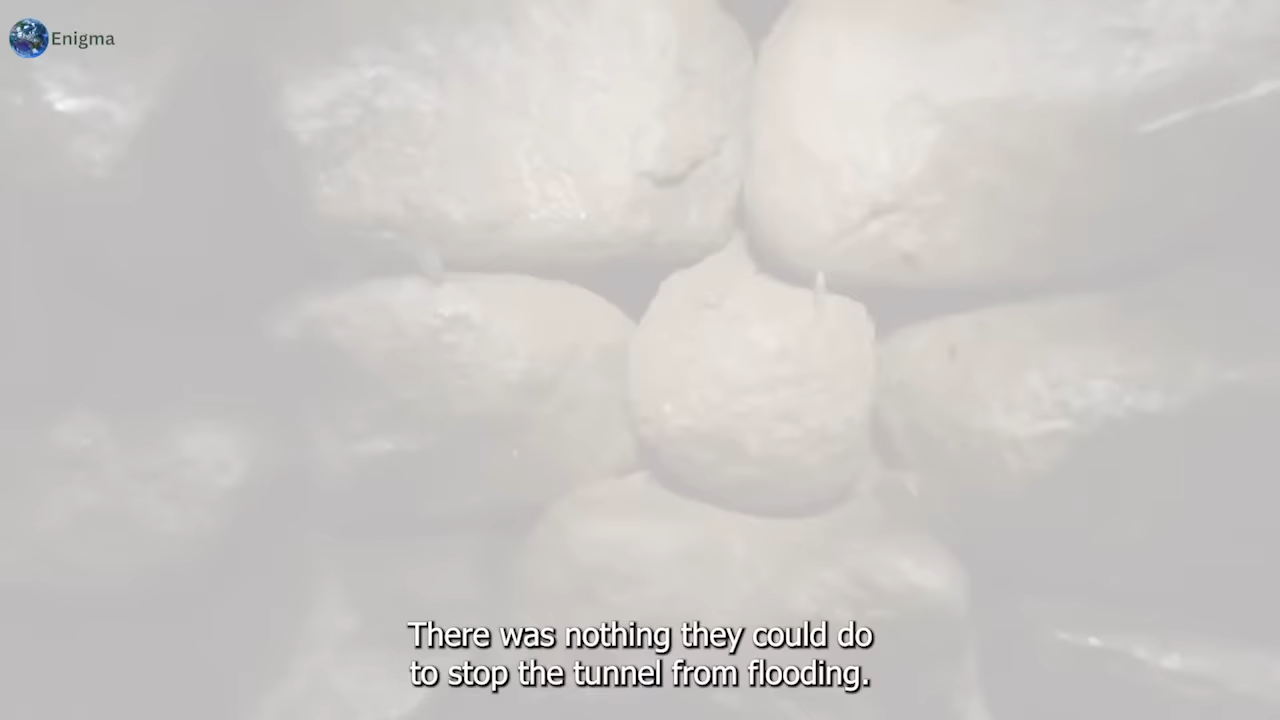 Enigma
There was nothing they could do
to stop the tunnel from flooding.